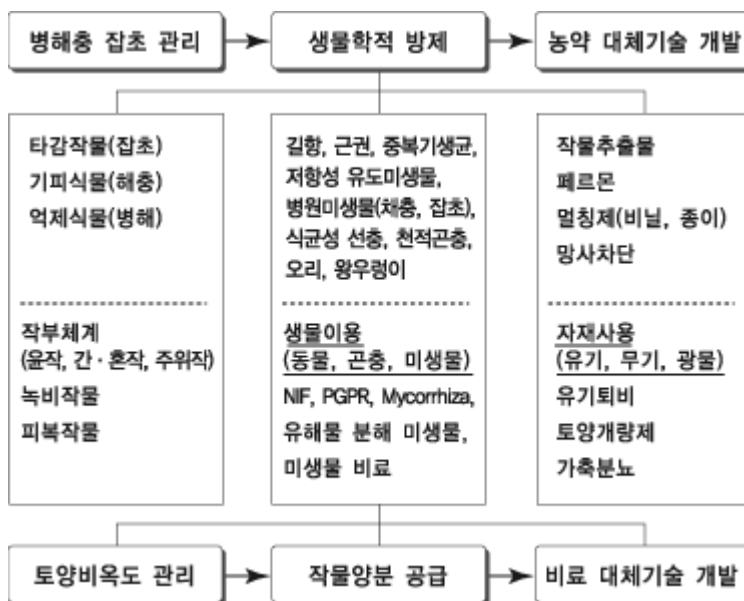 병해충 잡초 관리
생물학적 방제
농약 대체기술 개발
타감작물(잡초)
기피식물(해충)
억제식물(병해)
작부체계
(윤작, 간·혼작, 주위작)
녹비작물
피복작물
길항, 근권, 중복기생균,
저항성 유도미생물,
병원미생물(채충, 잡초),
식균성 선충, 천적곤충,
오리, 왕우렁이
생물이용
(동물, 곤충, 미생물)
NIF, PGPR, Mycorrhiza,
유해물 분해 미생물,
미생물 비료
작물추출물
페르몬
멀칭제(비닐, 종이)
망사차단
자재사용
(유기, 무기, 광물)
유기퇴비
토양개량제
가축분뇨
토양비옥도 관리
작물양분 공급
비료 대체기술 개발